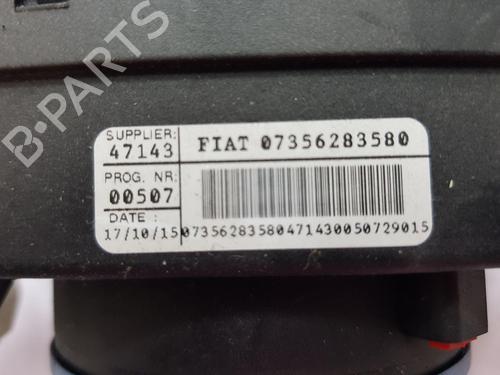 SUPPLIER:
47143
FIAT 07356283580
PROG. NR:
00507
DATE :
17/10/15
07356283580471430050729015
B-PARTS